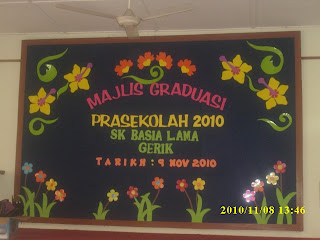 MAJLIS GRADUASI
PRASEKOLAH 2010
SK BASIA LAMA
GERIK
TARIKH : 9 NOV 2010
2010/11/08 13:46